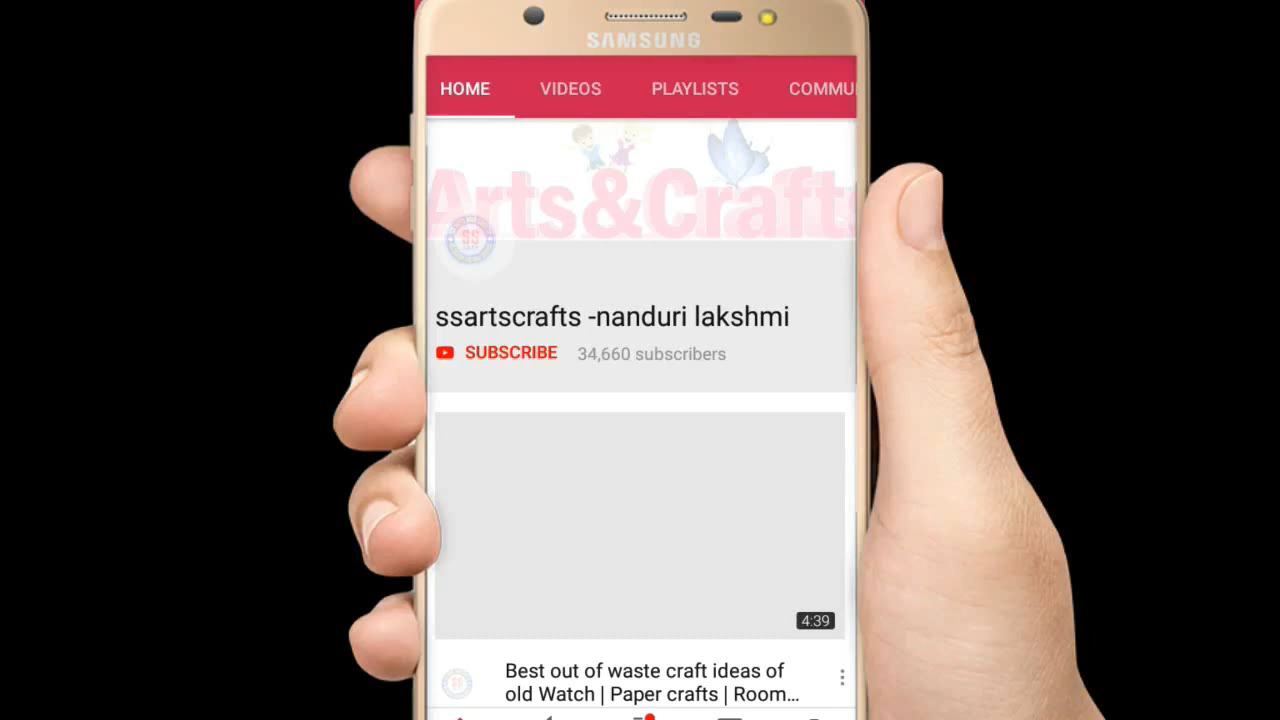 SAMSUNG
HOME VIDEOS PLAYLISTS COMMU
Arts&Crafts
SS
ssartscrafts -nanduri lakshmi
SUBSCRIBE 34,660 subscribers
4:39
Best out of waste craft ideas of
old Watch | Paper crafts | Room...